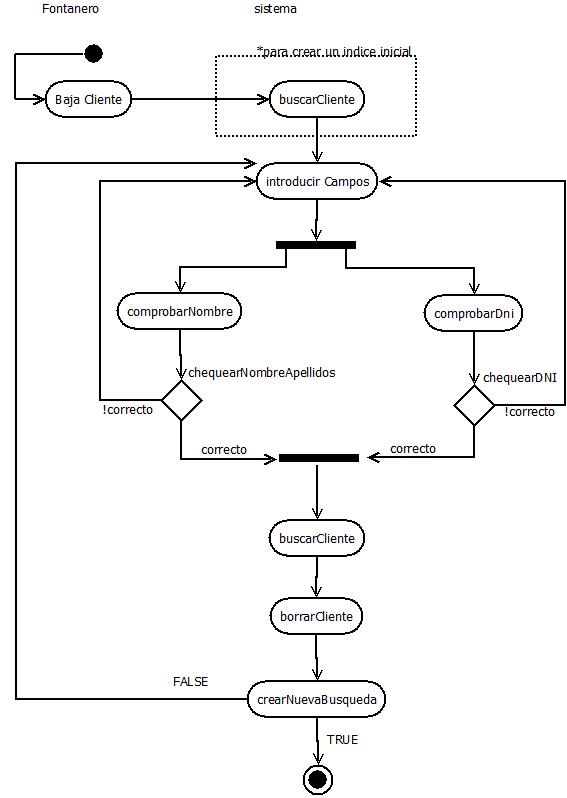 Fontanero
sistema
*para crear un indice inicial
Baja Cliente
buscarCliente
introducir Campos
comprobarNombre
comprobarDni
chequearNombreApellidos
chequearDNI
!correcto
!correcto
correcto
correcto
buscarCliente
borrarCliente
FALSE
crearNuevaBusqueda
TRUE